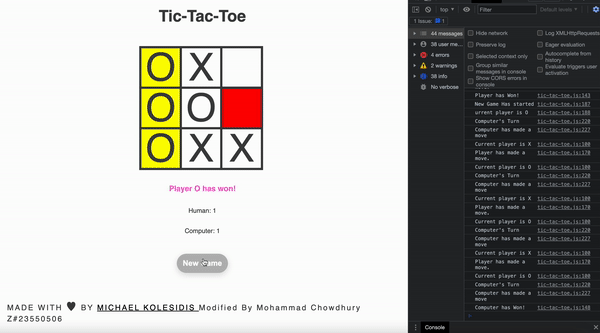 Tic-Tac-Toe
O X
O O
O X X
Player O has won!
Human: 1
Computer: 1
New Game
MADE WITH ♥ BY MICHAEL KOLESIDIS Modified By Mohammad Chowdhury
Z#23550506
top
Filter
Default levels
1 Issue: 1
44 messages
38 user me...
4 errors
2 warnings
38 info
No verbose
Hide network
Log XMLHttpRequests
Preserve log
Eager evaluation
Selected context only
Autocomplete from history
Group similar messages in console
Evaluate triggers user activation
Show CORS errors in console
Player has Won! tic-tac-toe.js:143
New Game Has started tic-tac-toe.js:187
urrent player is O tic-tac-toe.js:180
Computer's Turn tic-tac-toe.js:220
Computer has made a move tic-tac-toe.js:227
Current player is X tic-tac-toe.js:180
Player has made a move. tic-tac-toe.js:170
Current player is O tic-tac-toe.js:180
Computer's Turn tic-tac-toe.js:220
Computer has made a move tic-tac-toe.js:227
Current player is X tic-tac-toe.js:180
Player has made a move. tic-tac-toe.js:170
Current player is O tic-tac-toe.js:180
Computer's Turn tic-tac-toe.js:220
Computer has made a move tic-tac-toe.js:227
Current player is X tic-tac-toe.js:180
Player has made a move. tic-tac-toe.js:170
Current player is O tic-tac-toe.js:180
Computer's Turn tic-tac-toe.js:220
Computer has made a move tic-tac-toe.js:227
Computer has Won! tic-tac-toe.js:148
Console